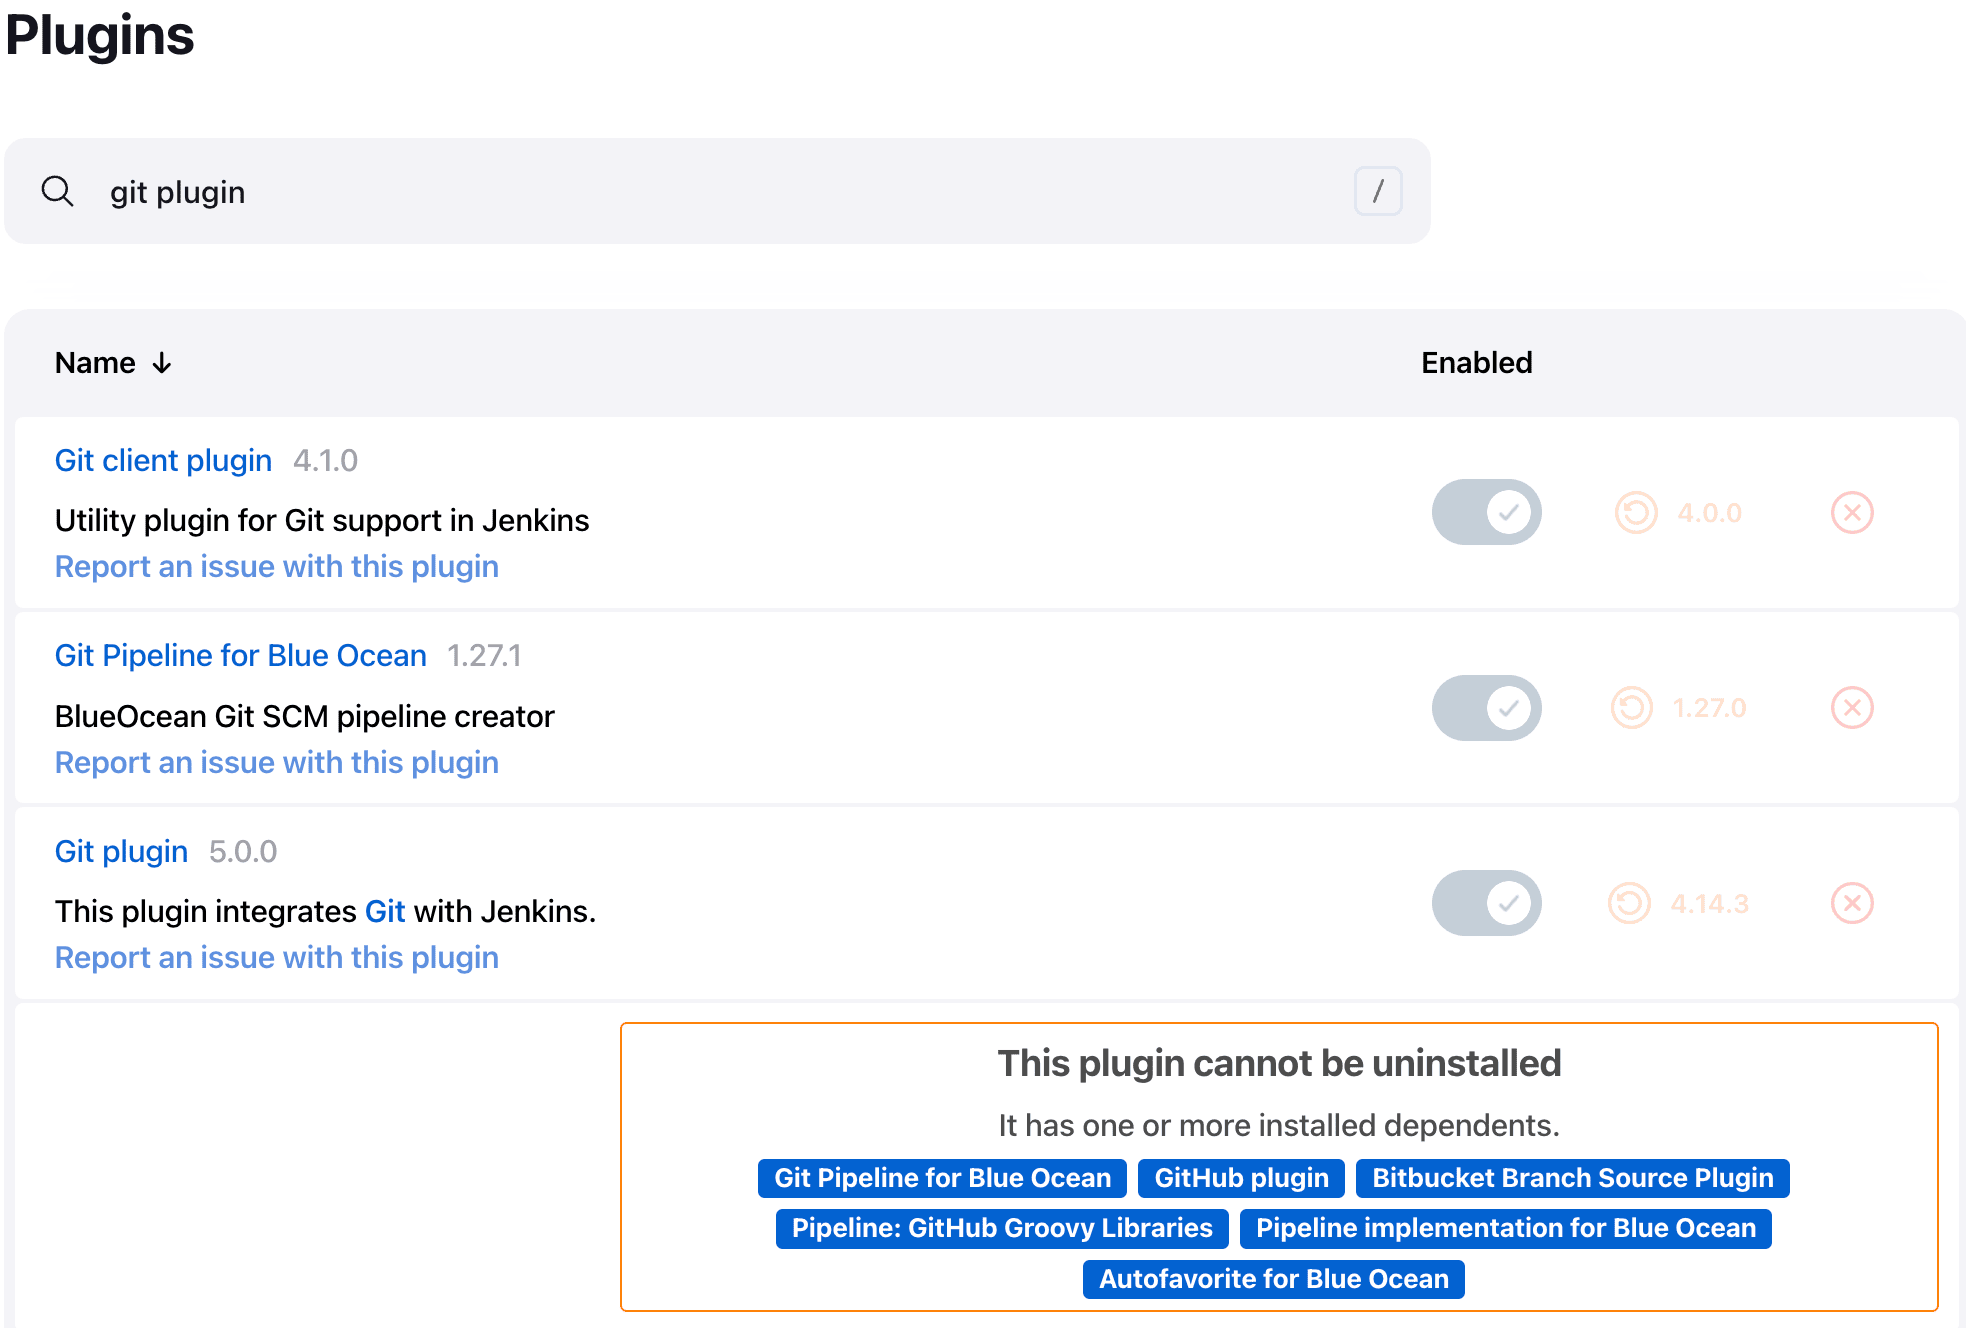 Plugins
git plugin /
Name ↓ Enabled
Git client plugin 4.1.0
Utility plugin for Git support in Jenkins
4.0.0
Report an issue with this plugin
Git Pipeline for Blue Ocean 1.27.1
BlueOcean Git SCM pipeline creator
1.27.0
Report an issue with this plugin
Git plugin 5.0.0
This plugin integrates Git with Jenkins.
4.14.3
Report an issue with this plugin
This plugin cannot be uninstalled
It has one or more installed dependents.
Git Pipeline for Blue Ocean GitHub plugin Bitbucket Branch Source Plugin
Pipeline: GitHub Groovy Libraries Pipeline implementation for Blue Ocean
Autofavorite for Blue Ocean